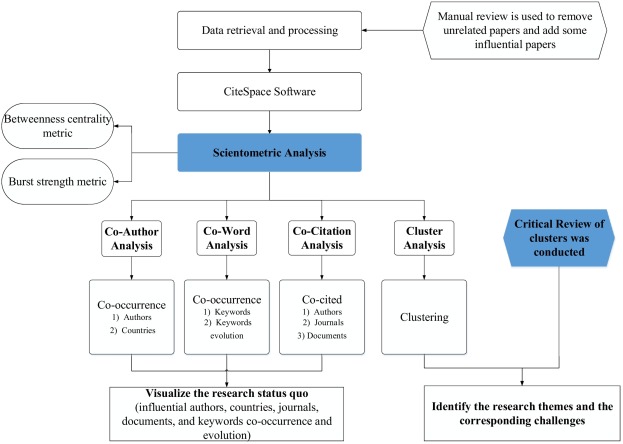 Data retrieval and processing
Manual review is used to remove
unrelated papers and add some
influential papers
CiteSpace Software
Betweenness centrality
metric
Scientometric Analysis
Burst strength metric
Co-Author
Analysis
Co-Word Analysis
Co-Citation Analysis
Cluster
Analysis
Critical Review of
clusters was
conducted
Co-occurrence
1) Authors
2) Countries
Co-occurrence
1) Keywords
2) Keywords
evolution
Co-cited
1) Authors
2) Journals
3) Documents
Clustering
Visualize the research status quo
(influential authors, countries, journals,
documents, and keywords co-occurrence and
evolution)
Identify the research themes and the
corresponding challenges